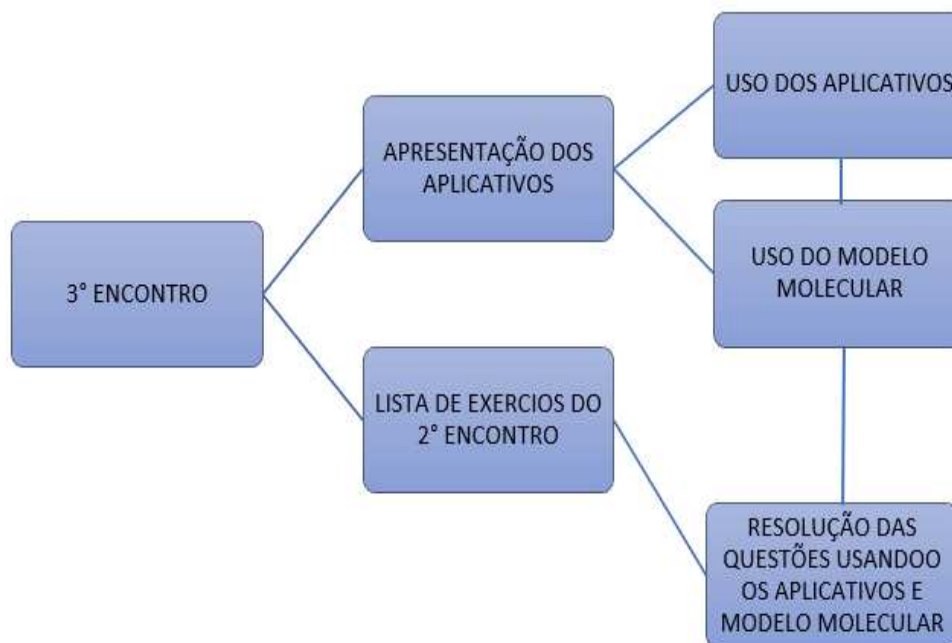 USO DOS APLICATIVOS
APRESENTAÇÃO DOS
APLICATIVOS
USO DO MODELO
MOLECULAR
3° ENCONTRO
LISTA DE EXERCIOS DO
2° ENCONTRO
RESOLUÇÃO DAS
QUESTÕES USANDOO
OS APLICATIVOS E
MODELO MOLECULAR